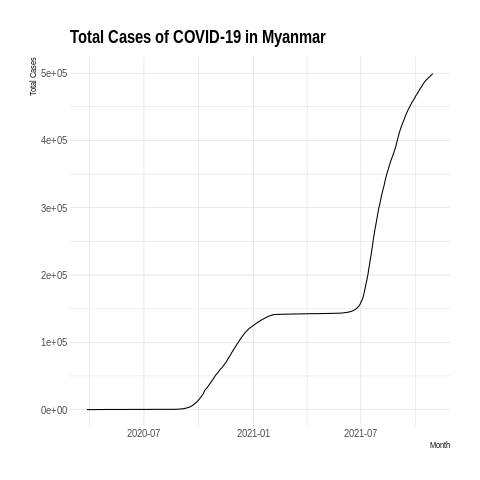 Total Cases of COVID-19 in Myanmar
Total Cases
5e+05
4e+05
3e+05
2e+05
1e+05
0e+00
2020-07
2021-01
2021-07
Month